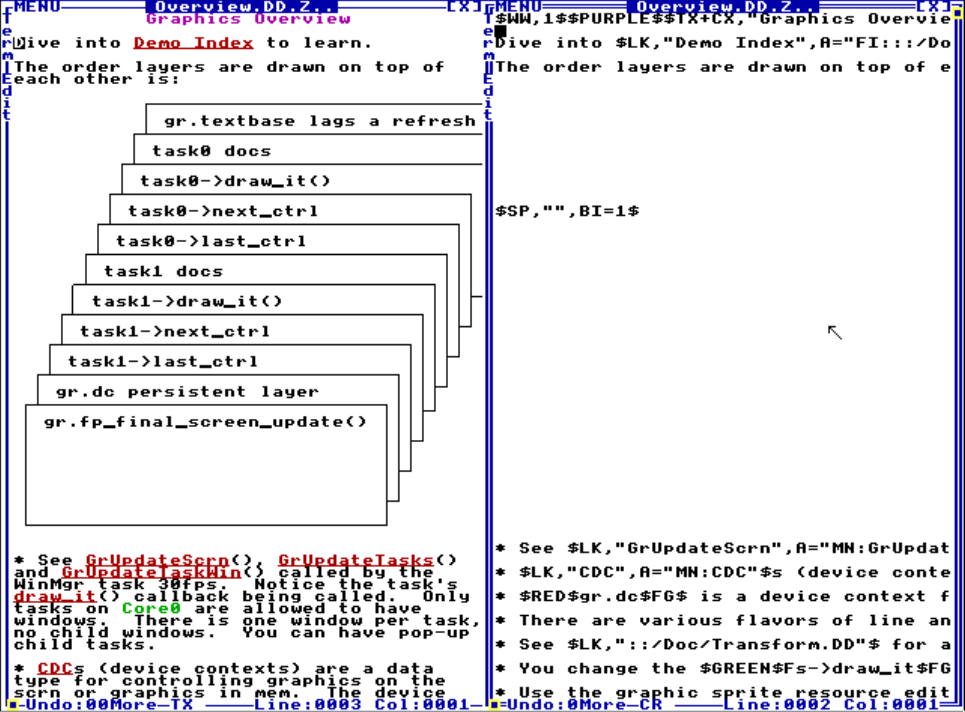 MENU Overview.DD.Z.. [X]
Graphics Overview
Dive into Demo Index to learn.
The order layers are drawn on top of
each other is:
gr.textbase lags a refresh
task0 docs
task0->draw_it()
task0->next_ctrl
task0->last_ctrl
task1 docs
task1->draw_it()
task1->next_ctrl
task1->last_ctrl
gr.dc persistent layer
gr.fp_final_screen_update()
* See GrUpdateScrn(), GrUpdateTasks()
and GrUpdateTaskWin() called by the
WinMgr task 30fps.  Notice the task's
draw_it() callback being called.  Only
tasks on Core0 are allowed to have
windows.  There is one window per task,
no child windows.  You can have pop-up
child tasks.
* CDCs (device contexts) are a data
type for controlling graphics on the
scrn or graphics in mem.  The device
Undo:00More-TX Line:0003 Col:0001
Term|Edit
MENU Overview.DD.Z.. [X]
$WW,1$$PURPLE$$TX+CX,"Graphics Overvie
Dive into $LK,"Demo Index",A="FI:::/Do
The order layers are drawn on top of e
$SP,"",BI=1$
* See $LK,"GrUpdateScrn",A="MN:GrUpdat
* $LK,"CDC",A="MN:CDC"$s (device conte
* $RED$gr.dc$FG$ is a device context f
* There are various flavors of line an
* See $LK,"::/Doc/Transform.DD"$ for a
* You change the $GREEN$Fs->draw_it$FG
* Use the graphic sprite resource edit
Undo:0More-CR Line:0002 Col:0001
Term|Edit